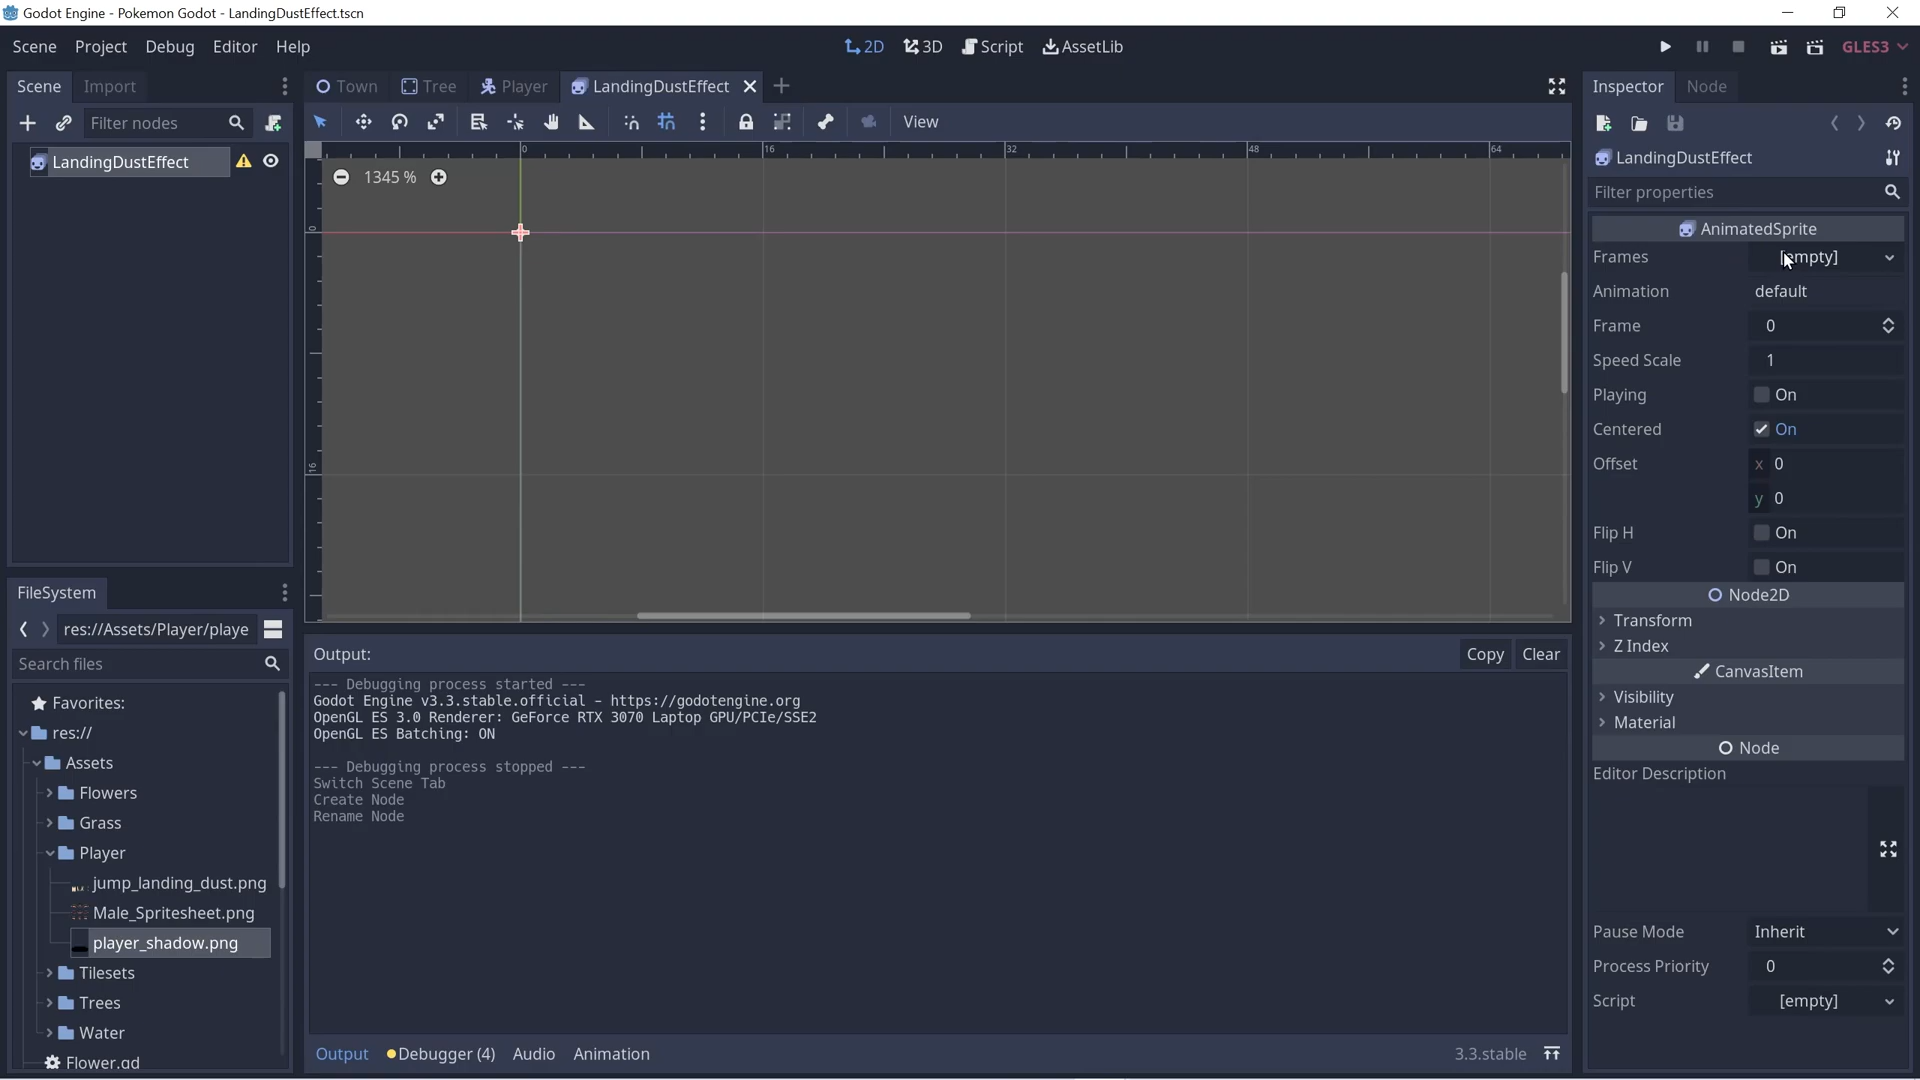 Godot Engine - Pokemon Godot - LandingDustEffect.tscn
Scene Project Debug Editor Help
2D 3D Script AssetLib
GLES3
Scene Import
Town Tree Player LandingDustEffect
Inspector Node
Filter nodes
View
LandingDustEffect
1345 %
0 16 32 48 64
0
16
LandingDustEffect
Filter properties
AnimatedSprite
Frames [empty]
Animation default
Frame 0
Speed Scale 1
Playing On
Centered On
Offset x 0
y 0
Flip H On
Flip V On
Node2D
Transform
Z Index
CanvasItem
Visibility
Material
Node
Editor Description
Pause Mode Inherit
Process Priority 0
Script [empty]
FileSystem
res://Assets/Player/playe
Search files
Favorites:
res://
Assets
Flowers
Grass
Player
jump_landing_dust.png
Male_Spritesheet.png
player_shadow.png
Tilesets
Trees
Water
Flower.gd
Output:
Copy Clear
--- Debugging process started ---
Godot Engine v3.3.stable.official - https://godotengine.org
OpenGL ES 3.0 Renderer: GeForce RTX 3070 Laptop GPU/PCIe/SSE2
OpenGL ES Batching: ON
--- Debugging process stopped ---
Switch Scene Tab
Create Node
Rename Node
Output Debugger (4) Audio Animation
3.3.stable